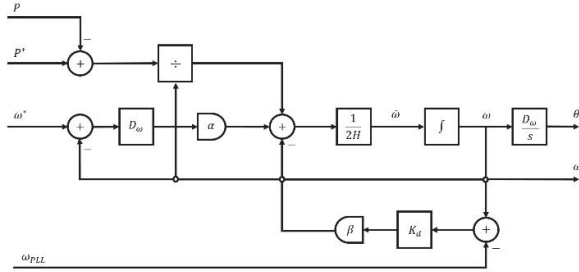 P
−
P*
+
÷
ω*
+
−
D_ω
α
+
−
1
2H
ω̇
∫
ω
D_ω
s
θ
α
β
K_d
+
−
ω_PLL